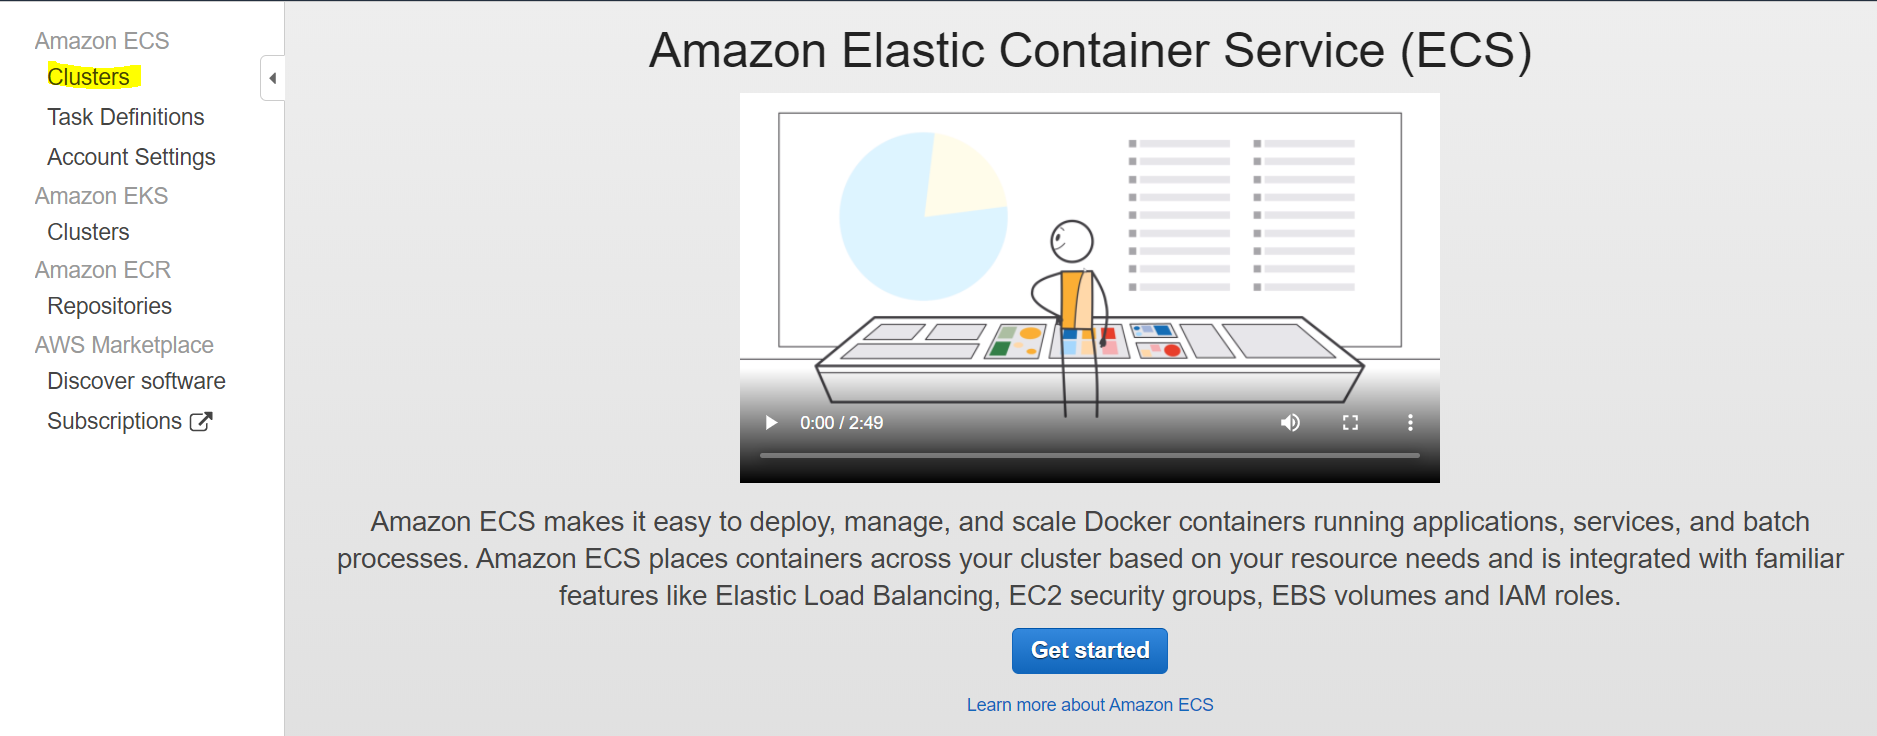 Amazon ECS
Clusters
Task Definitions
Account Settings
Amazon EKS
Clusters
Amazon ECR
Repositories
AWS Marketplace
Discover software
Subscriptions
Amazon Elastic Container Service (ECS)
0:00 / 2:49
Amazon ECS makes it easy to deploy, manage, and scale Docker containers running applications, services, and batch
processes. Amazon ECS places containers across your cluster based on your resource needs and is integrated with familiar
features like Elastic Load Balancing, EC2 security groups, EBS volumes and IAM roles.
Get started
Learn more about Amazon ECS